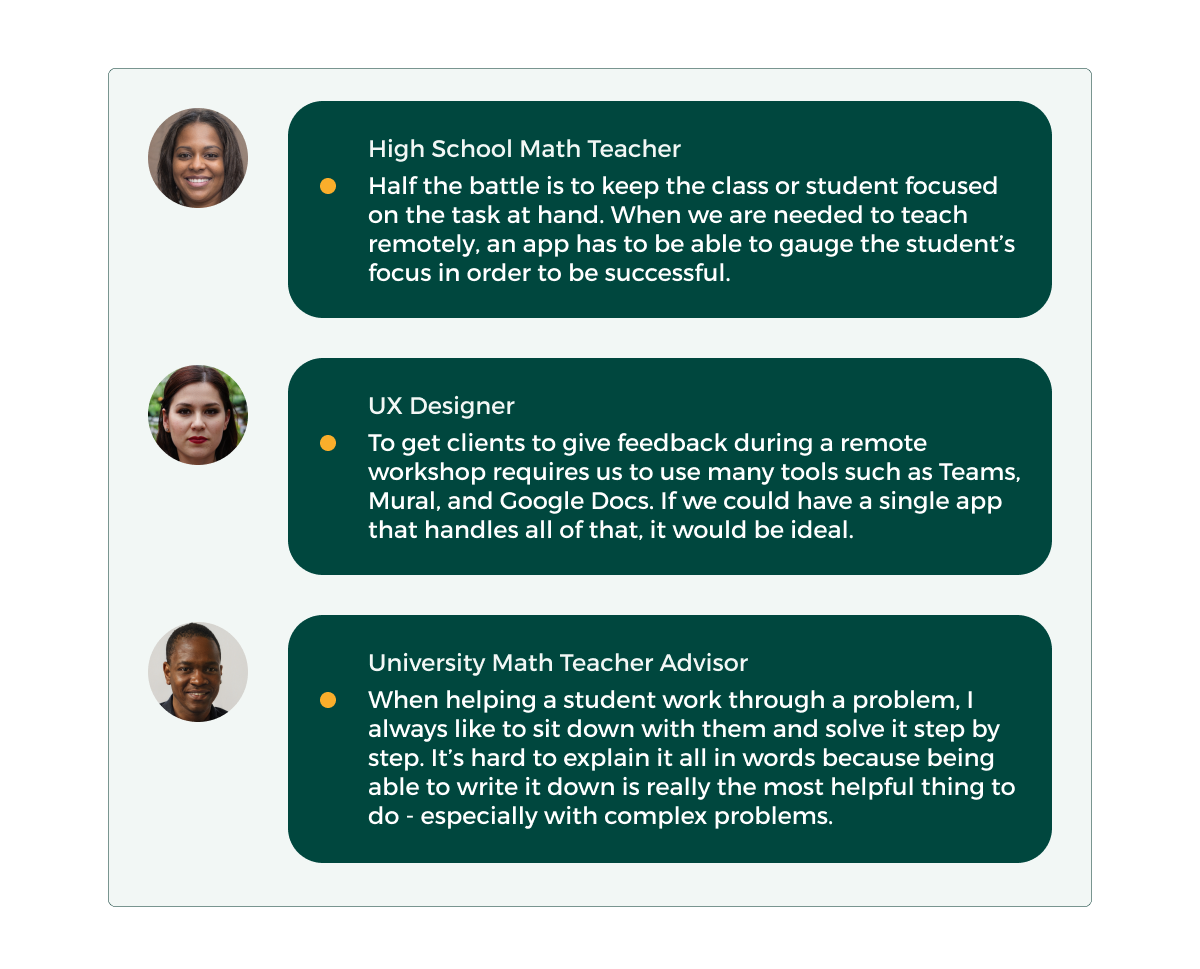 High School Math Teacher
Half the battle is to keep the class or student focused
on the task at hand. When we are needed to teach
remotely, an app has to be able to gauge the student’s
focus in order to be successful.
UX Designer
To get clients to give feedback during a remote
workshop requires us to use many tools such as Teams,
Mural, and Google Docs. If we could have a single app
that handles all of that, it would be ideal.
University Math Teacher Advisor
When helping a student work through a problem, I
always like to sit down with them and solve it step by
step. It’s hard to explain it all in words because being
able to write it down is really the most helpful thing to
do - especially with complex problems.